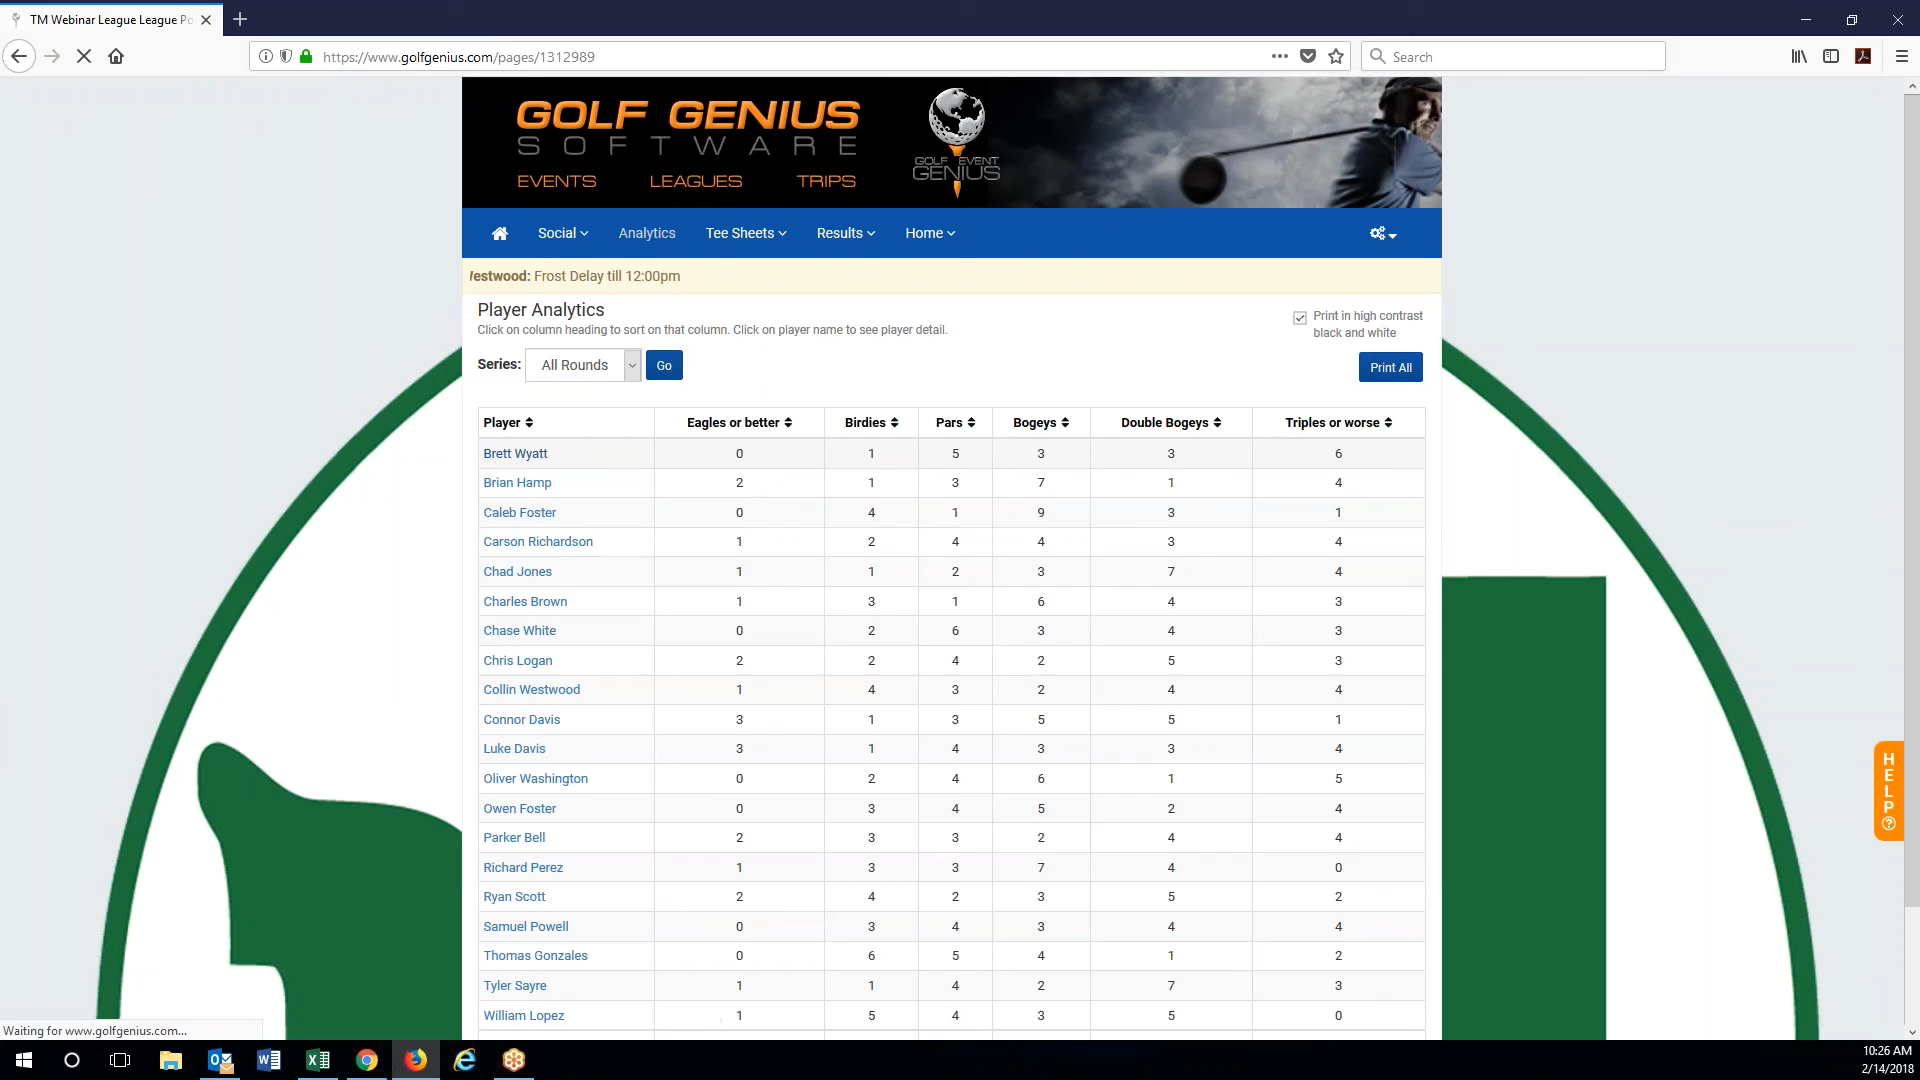 TM Webinar League League Po
https://www.golfgenius.com/pages/1312989
Search
GOLF GENIUS
SOFTWARE
EVENTS LEAGUES TRIPS
GOLF EVENT
GENIUS
Social Analytics Tee Sheets Results Home
Westwood: Frost Delay till 12:00pm
Player Analytics
Click on column heading to sort on that column. Click on player name to see player detail.
Print in high contrast
black and white
Series: All Rounds Go
Print All
Player Eagles or better Birdies Pars Bogeys Double Bogeys Triples or worse
Brett Wyatt 0 1 5 3 3 6
Brian Hamp 2 1 3 7 1 4
Caleb Foster 0 4 1 9 3 1
Carson Richardson 1 2 4 4 3 4
Chad Jones 1 1 2 3 7 4
Charles Brown 1 3 1 6 4 3
Chase White 0 2 6 3 4 3
Chris Logan 2 2 4 2 5 3
Collin Westwood 1 4 3 2 4 4
Connor Davis 3 1 3 5 5 1
Luke Davis 3 1 4 3 3 4
Oliver Washington 0 2 4 6 1 5
Owen Foster 0 3 4 5 2 4
Parker Bell 2 3 3 2 4 4
Richard Perez 1 3 3 7 4 0
Ryan Scott 2 4 2 3 5 2
Samuel Powell 0 3 4 3 4 4
Thomas Gonzales 0 6 5 4 1 2
Tyler Sayre 1 1 4 2 7 3
William Lopez 1 5 4 3 5 0
HELP
Waiting for www.golfgenius.com...
10:26 AM
2/14/2018